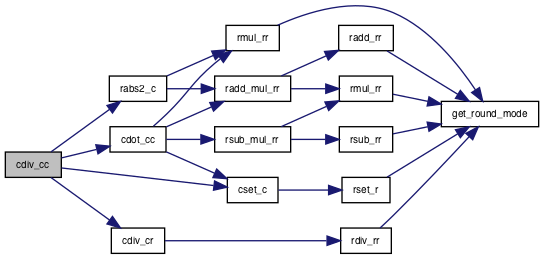 rmul_rr
radd_rr
rabs2_c
radd_mul_rr
rmul_rr
get_round_mode
cdot_cc
rsub_mul_rr
rsub_rr
cdiv_cc
cset_c
rset_r
cdiv_cr
rdiv_rr